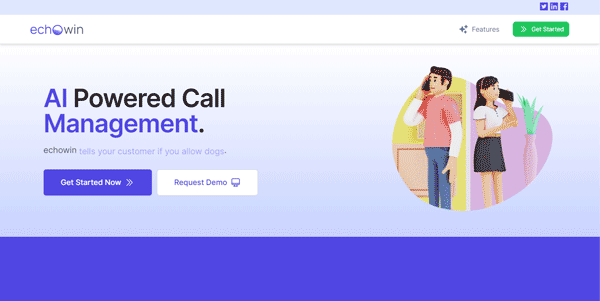 echowin
Features
Get Started
AI Powered Call
Management.
echowin tells your customer if you allow dogs.
Get Started Now
Request Demo